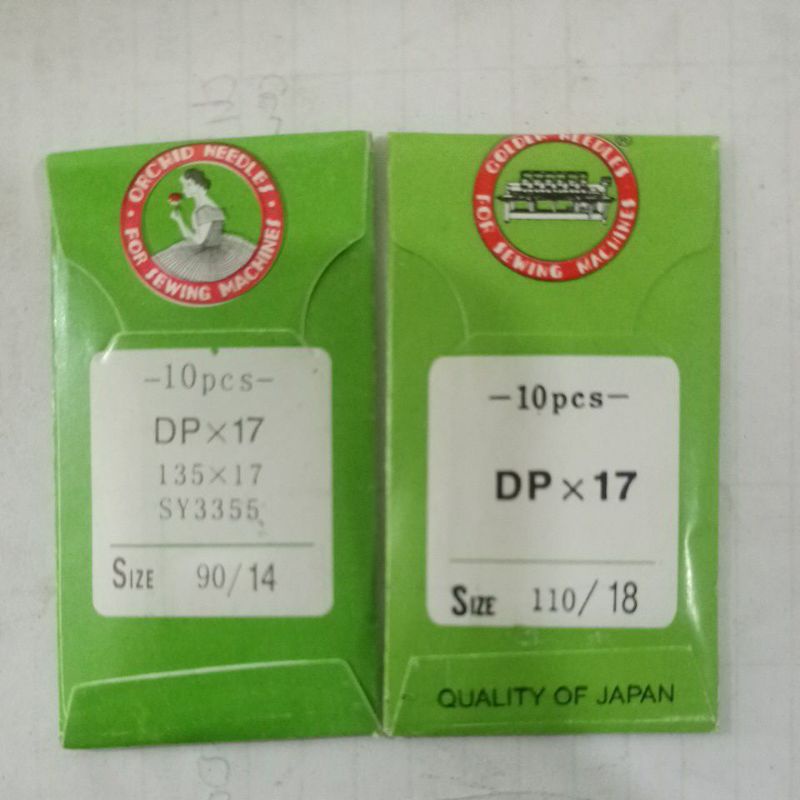 ORCHID NEEDLES
FOR SEWING MACHINES
-10pcs-
DP×17
135×17
SY3355
SIZE 90/14
GOLDEN NEEDLES ®
FOR SEWING MACHINES
-10pcs-
DP×17
SIZE 110/18
QUALITY OF JAPAN